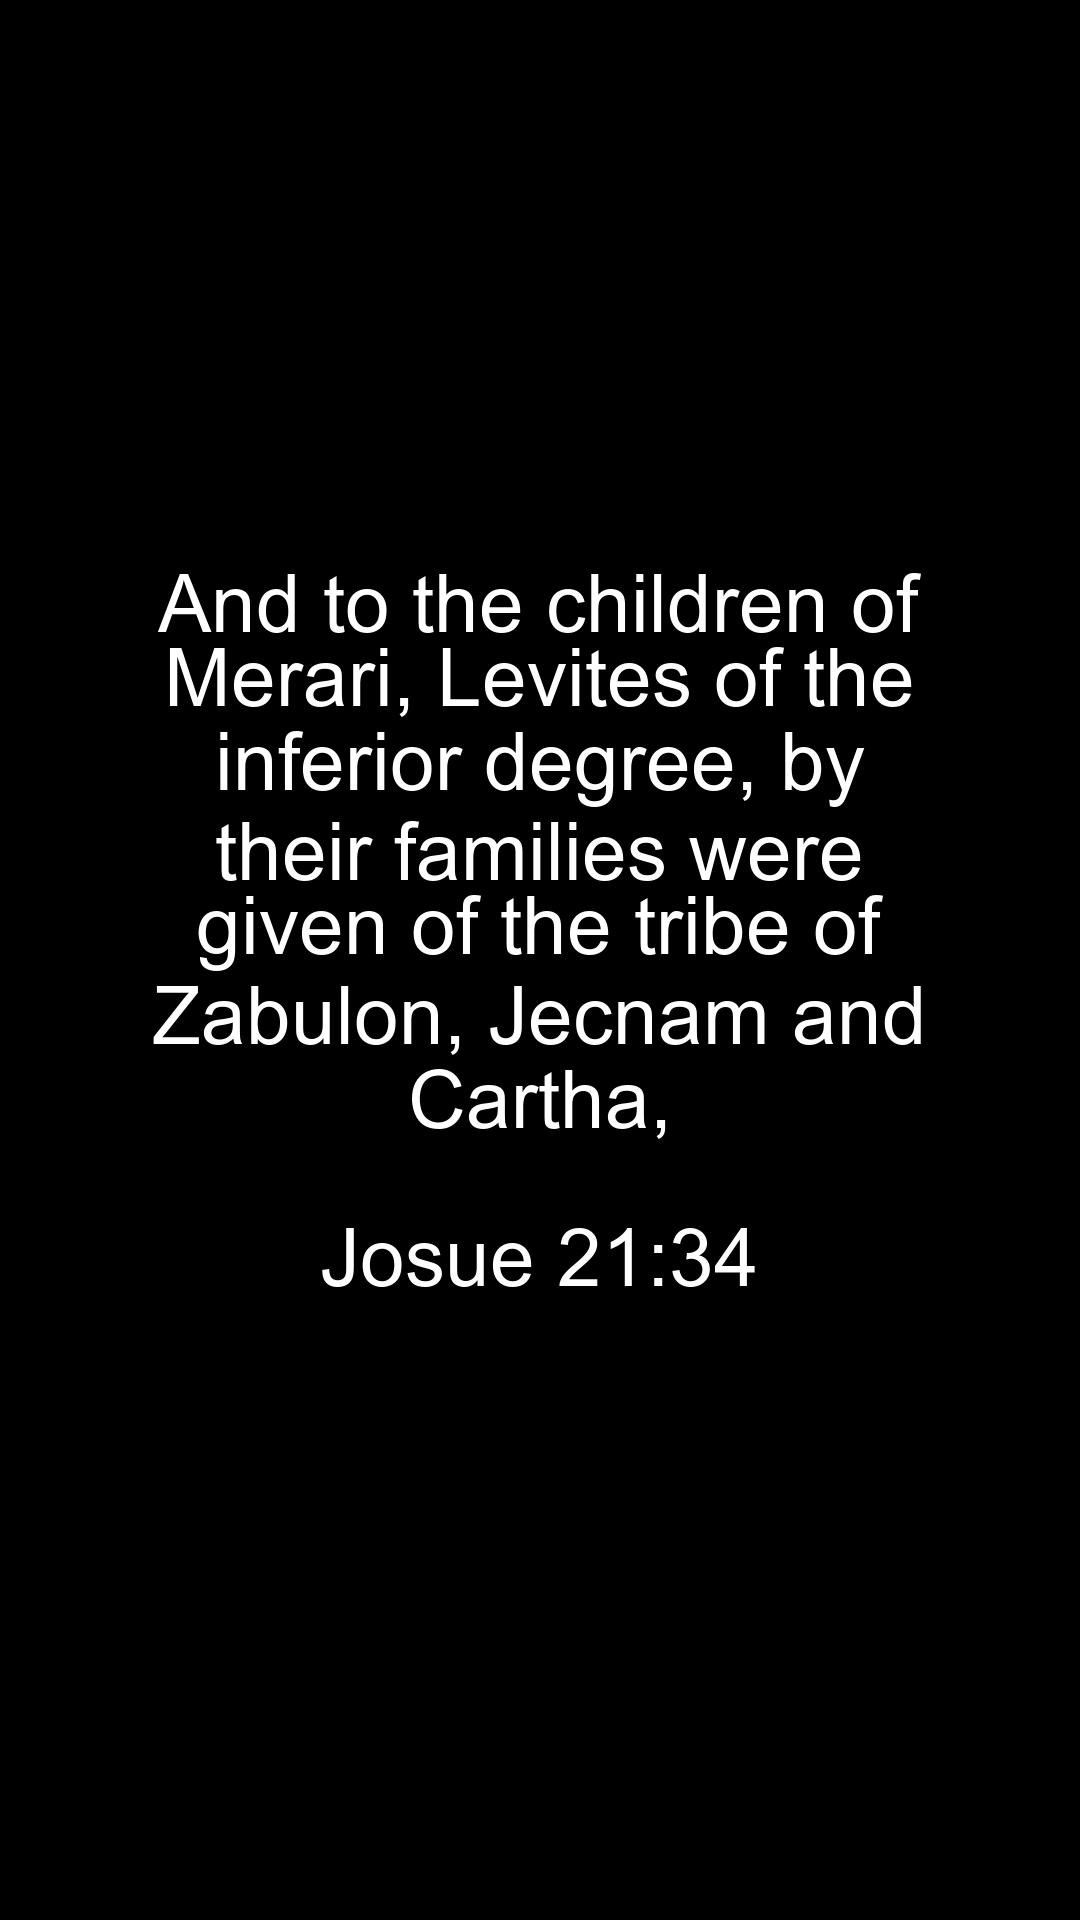 And to the children of
Merari, Levites of the
inferior degree, by
their families were
given of the tribe of
Zabulon, Jecnam and
Cartha,
Josue 21:34